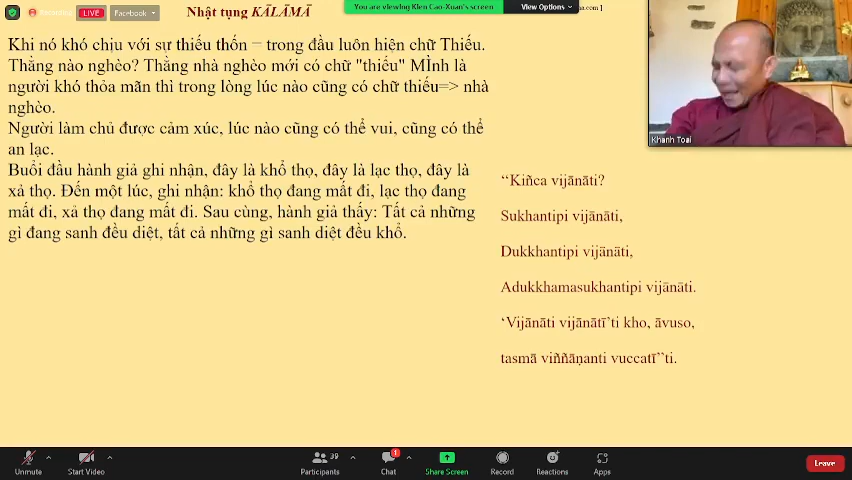 Recording
LIVE
Facebook
Nhật tụng KĀLĀMĀ
You are viewing Kien Cao-Xuan's screen
View Options
Khi nó khó chịu với sự thiếu thốn = trong đầu luôn hiện chữ Thiếu.
Thằng nào nghèo? Thằng nhà nghèo mới có chữ "thiếu" MÌnh là
người khó thỏa mãn thì trong lòng lúc nào cũng có chữ thiếu=> nhà
nghèo.
Người làm chủ được cảm xúc, lúc nào cũng có thể vui, cũng có thể
an lạc.
Buổi đầu hành giả ghi nhận, đây là khổ thọ, đây là lạc thọ, đây là
xả thọ. Đến một lúc, ghi nhận: khổ thọ đang mất đi, lạc thọ đang
mất đi, xả thọ đang mất đi. Sau cùng, hành giả thấy: Tất cả những
gì đang sanh đều diệt, tất cả những gì sanh diệt đều khổ.
Khanh Toai
‘‘Kiñca vijānāti?
Sukhantipi vijānāti,
Dukkhantipi vijānāti,
Adukkhamasukhantipi vijānāti.
‘Vijānāti vijānātī’ti kho, āvuso,
tasmā viññāṇanti vuccatī’’ti.
Unmute
Start Video
Participants
39
Chat
1
Share Screen
Record
Reactions
Apps
Leave